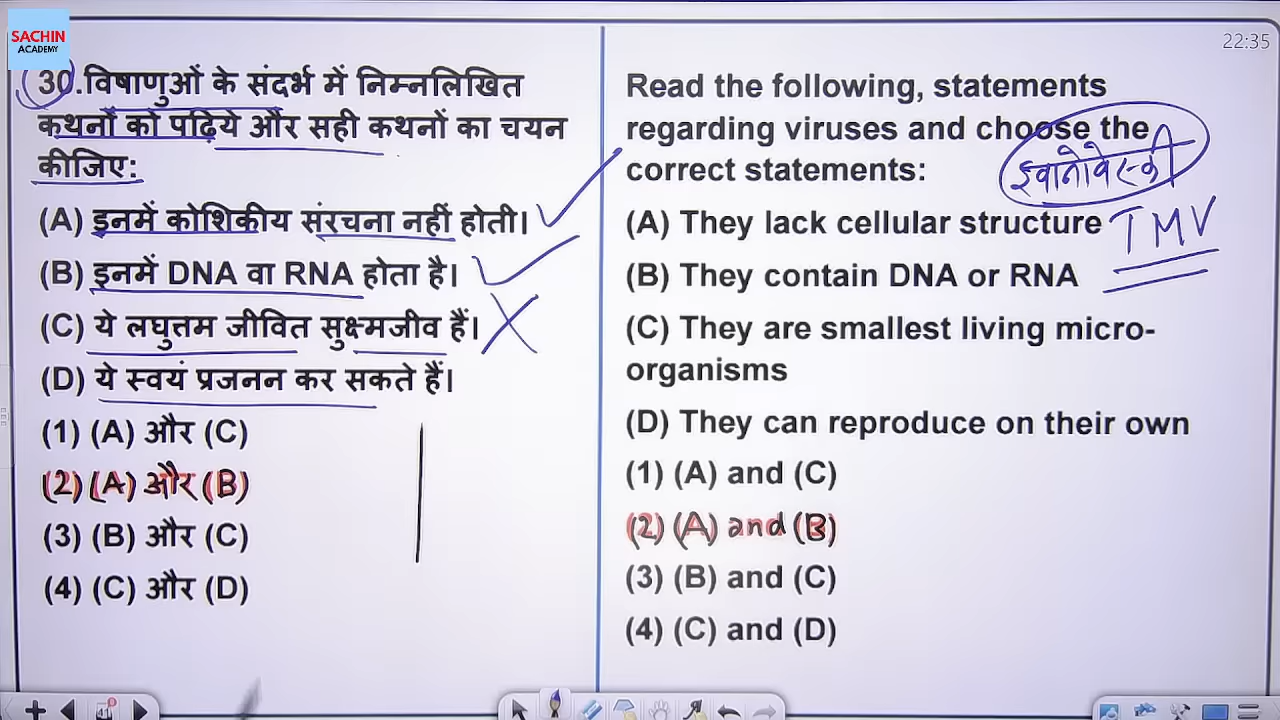 SACHIN
ACADEMY
22:35
30.विषाणुओं के संदर्भ में निम्नलिखित
कथनों को पढ़िये और सही कथनों का चयन
कीजिए:
(A) इनमें कोशिकीय संरचना नहीं होती।
(B) इनमें DNA वा RNA होता है।
(C) ये लघुत्तम जीवित सुक्ष्मजीव हैं।
(D) ये स्वयं प्रजनन कर सकते हैं।
(1) (A) और (C)
(2) (A) और (B)
(3) (B) और (C)
(4) (C) और (D)
Read the following, statements
regarding viruses and choose the
correct statements:
इवानोवेस्की
(A) They lack cellular structure
TMV
(B) They contain DNA or RNA
(C) They are smallest living micro-
organisms
(D) They can reproduce on their own
(1) (A) and (C)
(2) (A) and (B)
(3) (B) and (C)
(4) (C) and (D)